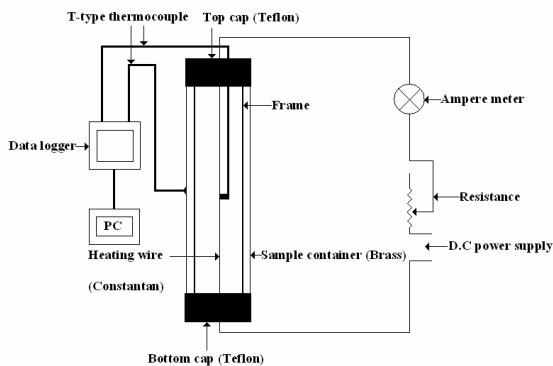 T-type thermocouple
Top cap (Teflon)
Ampere meter
Frame
Data logger
Resistance
PC
D.C power supply
Heating wire
Sample container (Brass)
(Constantan)
Bottom cap (Teflon)